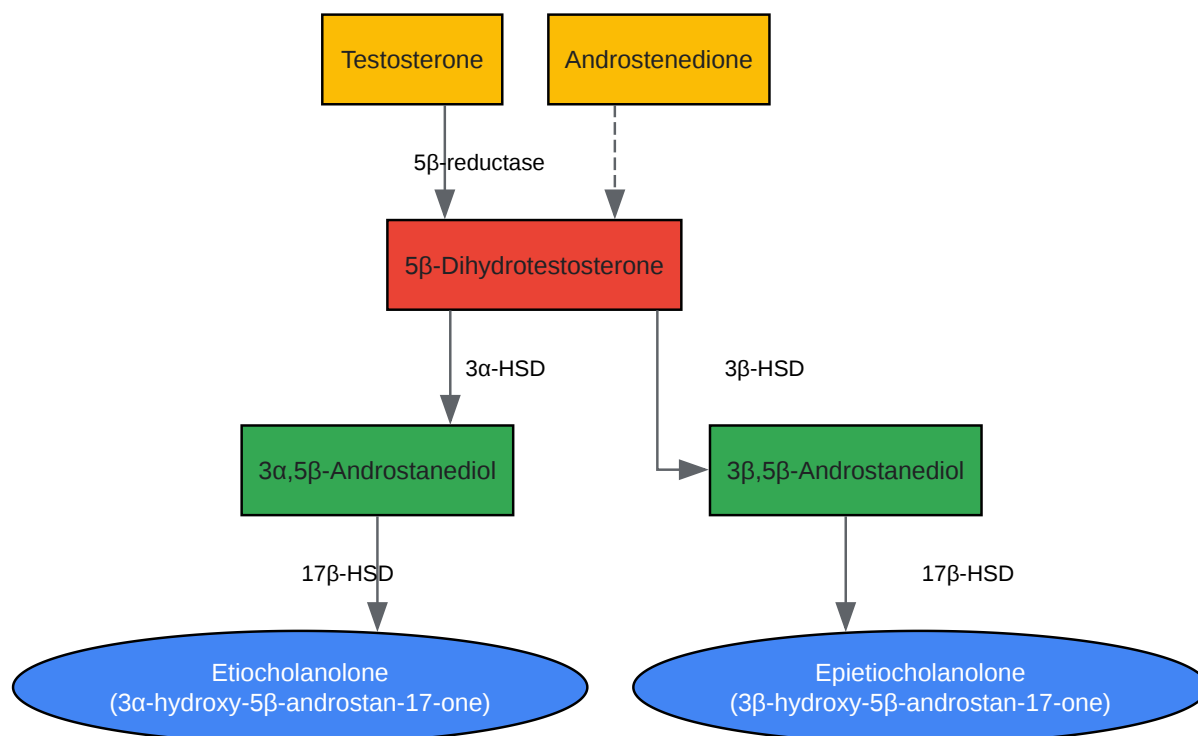 Testosterone
Androstenedione
5β-reductase
5β-Dihydrotestosterone
3α-HSD
3β-HSD
3α,5β-Androstanediol
3β,5β-Androstanediol
17β-HSD
17β-HSD
Etiocholanolone
(3α-hydroxy-5β-androstan-17-one)
Epietiocholanolone
(3β-hydroxy-5β-androstan-17-one)